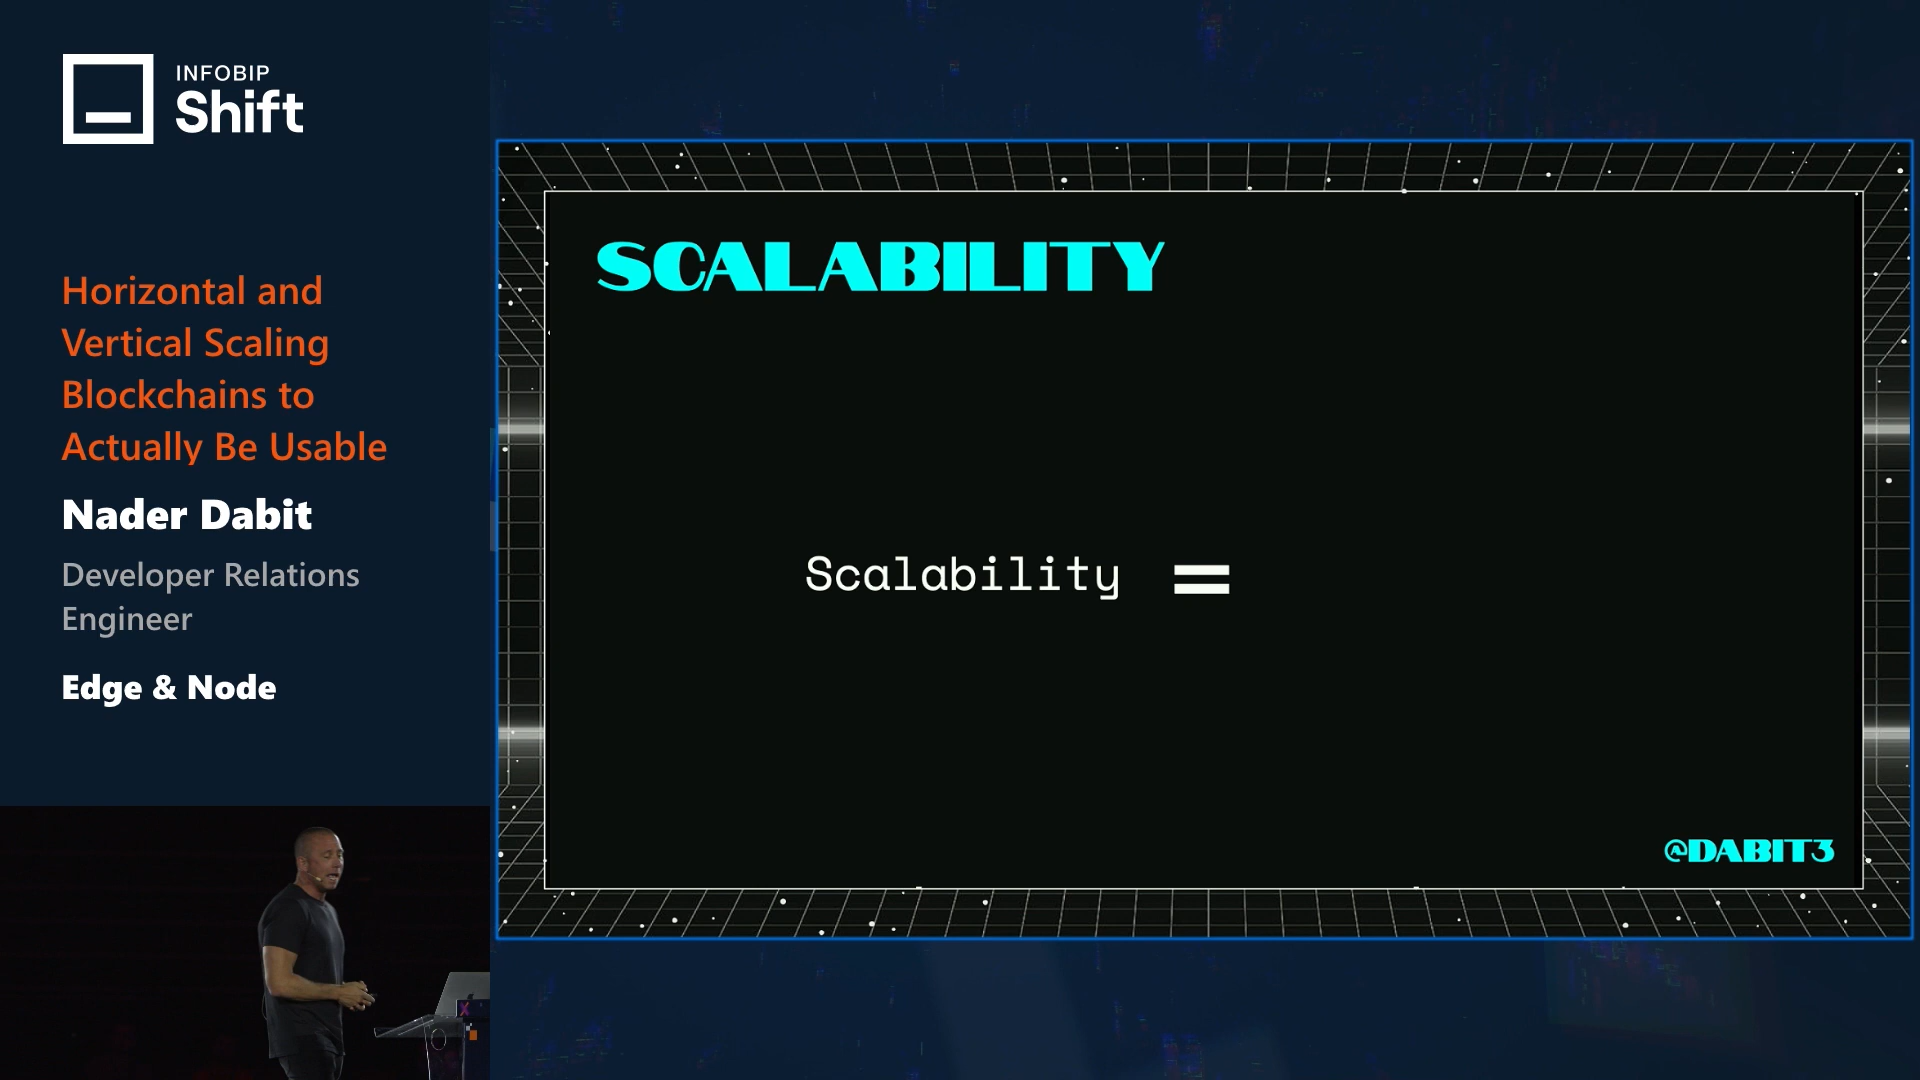 INFOBIP
Shift
Horizontal and
Vertical Scaling
Blockchains to
Actually Be Usable
Nader Dabit
Developer Relations
Engineer
Edge & Node
SCALABILITY
Scalability =
@DABIT3